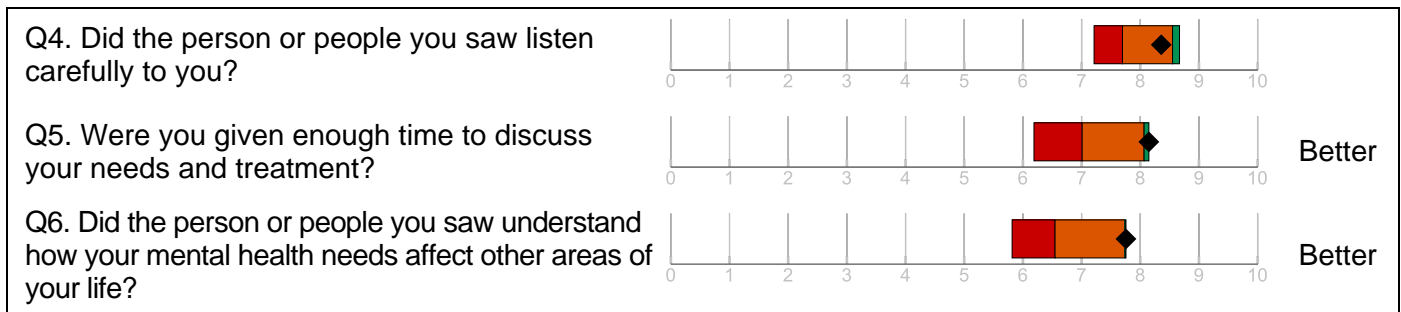 Q4. Did the person or people you saw listen
carefully to you?
0 1 2 3 4 5 6 7 8 9 10
Q5. Were you given enough time to discuss
your needs and treatment?
Better
0 1 2 3 4 5 6 7 8 9 10
Q6. Did the person or people you saw understand
how your mental health needs affect other areas of
your life?
Better
0 1 2 3 4 5 6 7 8 9 10